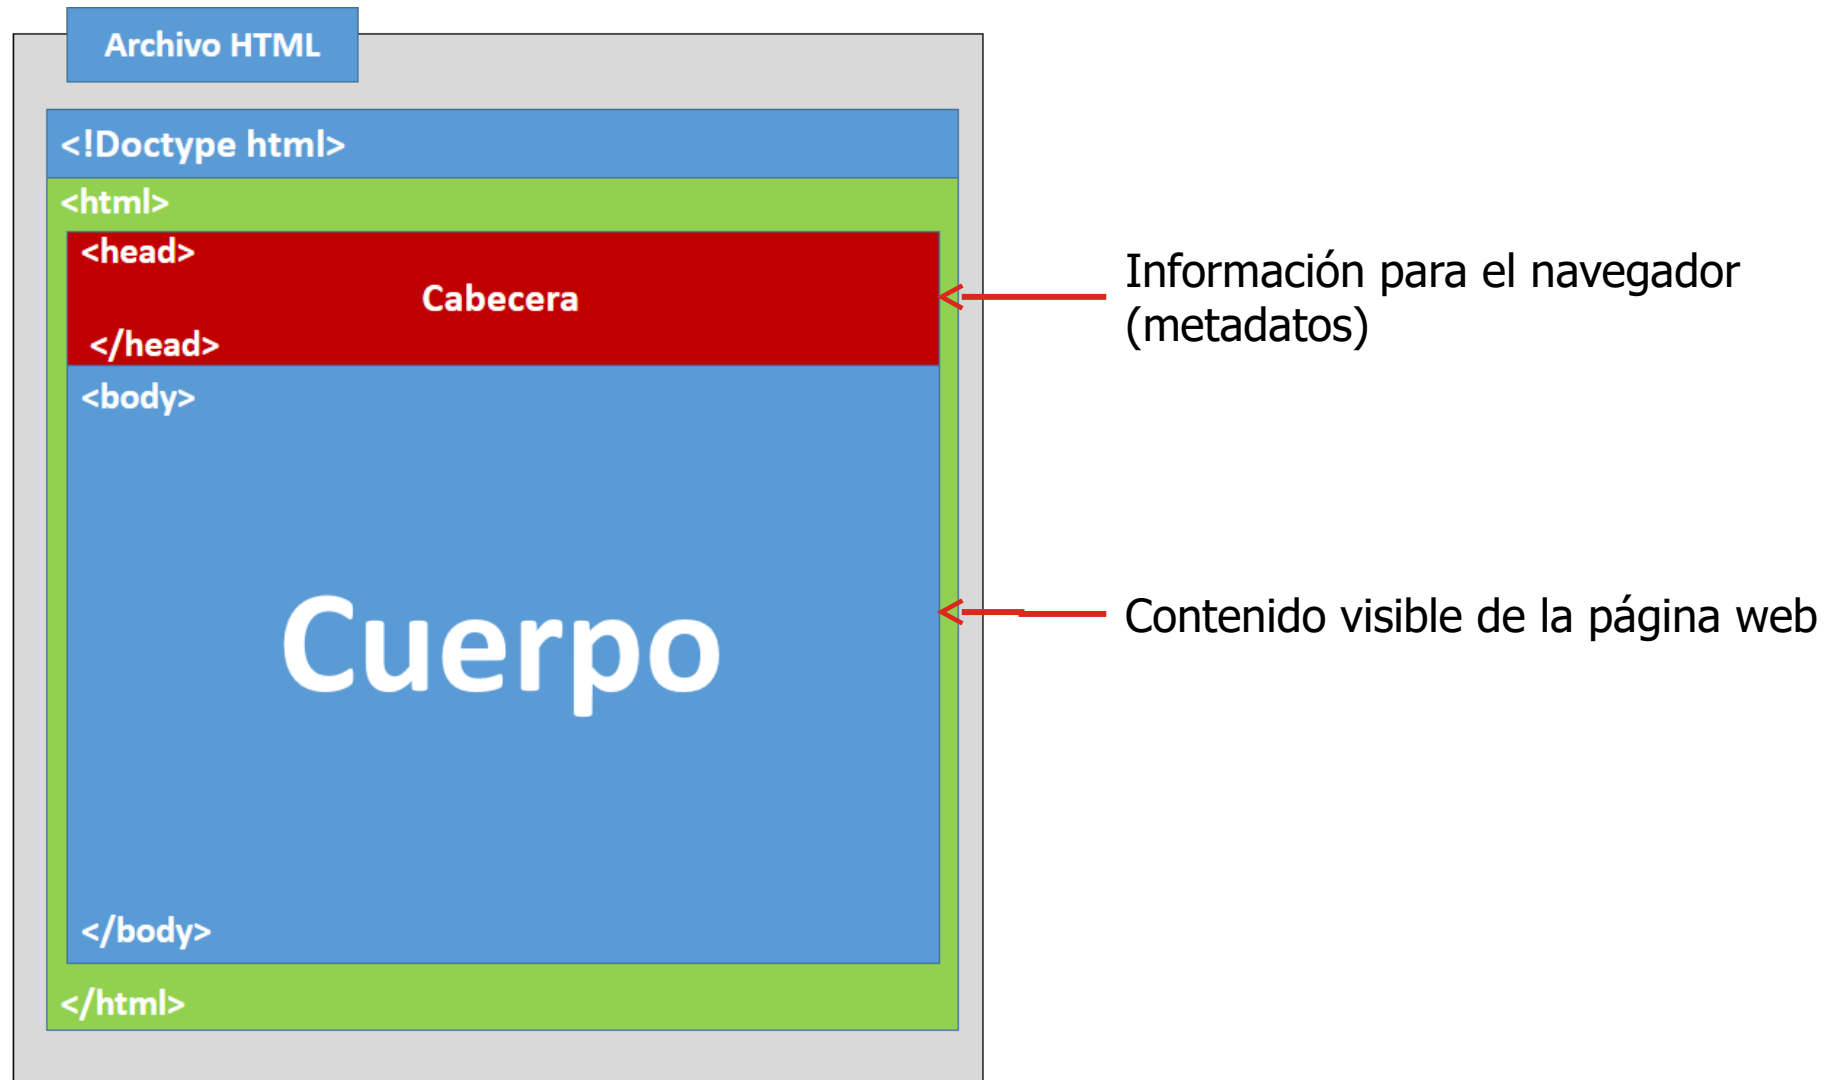 Archivo HTML
<!Doctype html>
<html>
<head>
Cabecera
</head>
Información para el navegador
(metadatos)
<body>
Cuerpo
Contenido visible de la página web
</body>
</html>